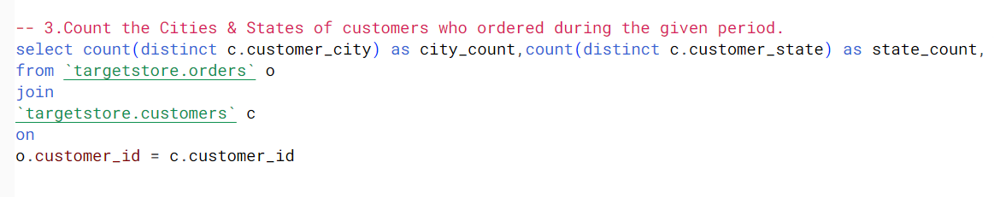 -- 3.Count the Cities & States of customers who ordered during the given period.
select count(distinct c.customer_city) as city_count,count(distinct c.customer_state) as state_count,
from `targetstore.orders` o
join
`targetstore.customers` c
on
o.customer_id = c.customer_id